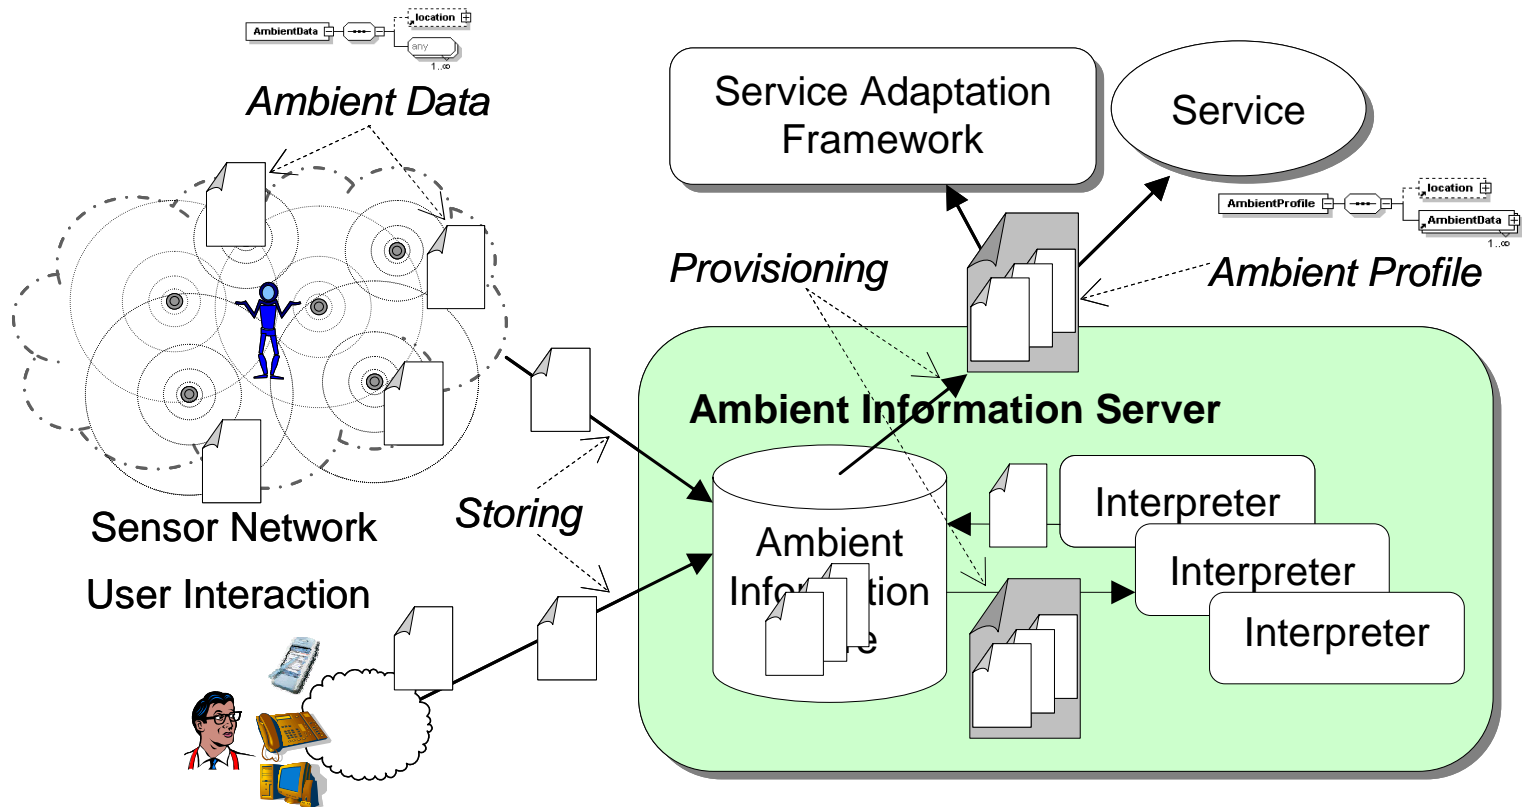 AmbientData
location
any
1..∞
Ambient Data
Service Adaptation
Framework
Service
AmbientProfile
location
AmbientData
1..∞
Provisioning
Ambient Profile
Ambient Information Server
Storing
Sensor Network
User Interaction
Ambient
Interpreter
Interpreter
Interpreter